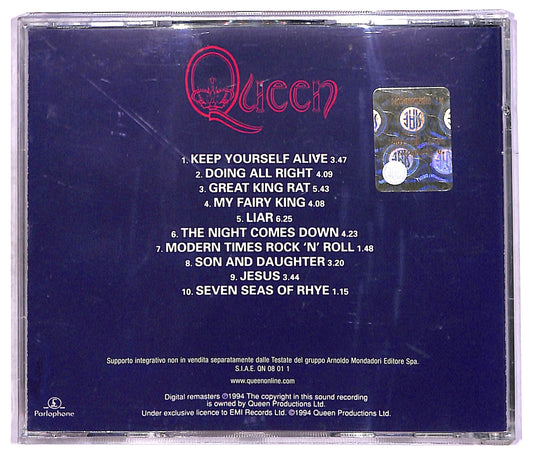 Queen
1. KEEP YOURSELF ALIVE 3.47
2. DOING ALL RIGHT 4.09
3. GREAT KING RAT 5.43
4. MY FAIRY KING 4.08
5. LIAR 6.25
6. THE NIGHT COMES DOWN 4.23
7. MODERN TIMES ROCK 'N' ROLL 1.48
8. SON AND DAUGHTER 3.20
9. JESUS 3.44
10. SEVEN SEAS OF RHYE 1.15
Supporto integrativo non in vendita separatamente dalle Testate del gruppo Arnoldo Mondadori Editore Spa.
S.I.A.E. QN 08 01 1
www.queenonline.com
Parlophone
Digital remasters ℗1994 The copyright in this sound recording
is owned by Queen Productions Ltd.
Under exclusive licence to EMI Records Ltd. ©1994 Queen Productions Ltd.